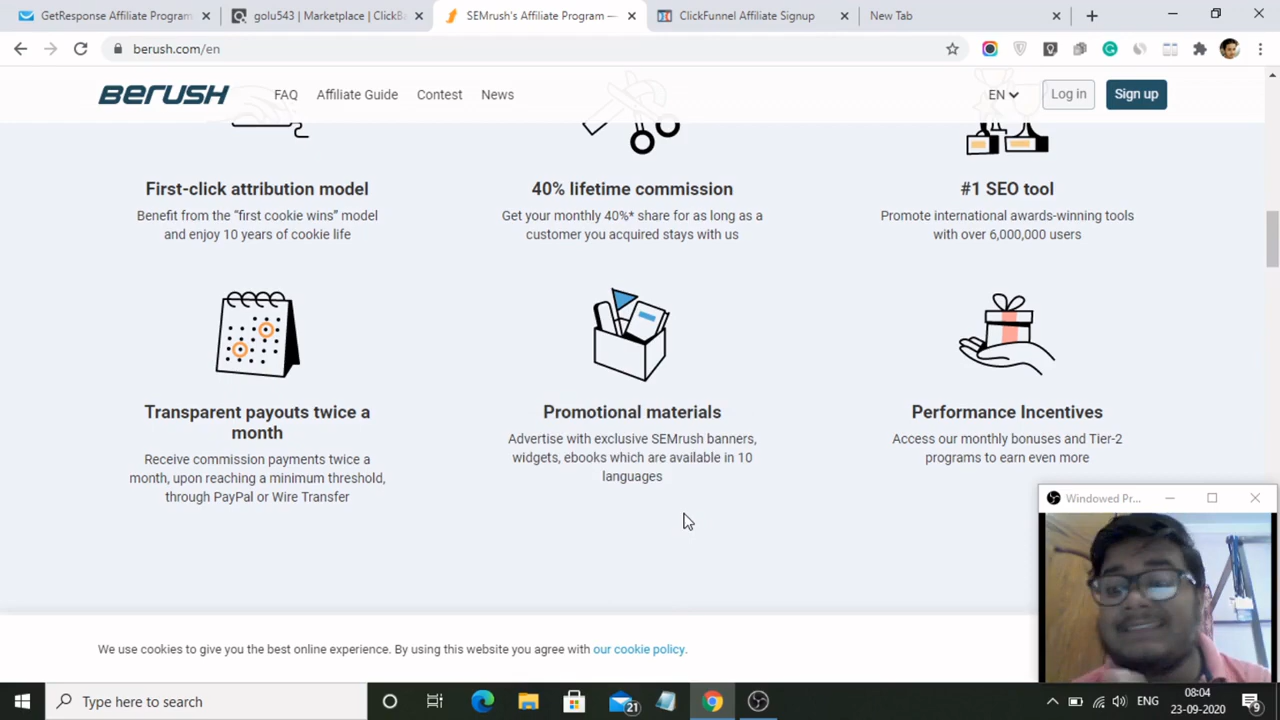 GetResponse Affiliate Program
golu543 | Marketplace | ClickBa
SEMrush's Affiliate Program —
ClickFunnel Affiliate Signup
New Tab
berush.com/en
BERUSH
FAQ
Affiliate Guide
Contest
News
EN
Log in
Sign up
First-click attribution model
Benefit from the “first cookie wins” model
and enjoy 10 years of cookie life
40% lifetime commission
Get your monthly 40%* share for as long as a
customer you acquired stays with us
#1 SEO tool
Promote international awards-winning tools
with over 6,000,000 users
Transparent payouts twice a
month
Receive commission payments twice a
month, upon reaching a minimum threshold,
through PayPal or Wire Transfer
Promotional materials
Advertise with exclusive SEMrush banners,
widgets, ebooks which are available in 10
languages
Performance Incentives
Access our monthly bonuses and Tier-2
programs to earn even more
Windowed Pr...
We use cookies to give you the best online experience. By using this website you agree with our cookie policy.
Type here to search
21
ENG
08:04
23-09-2020
9